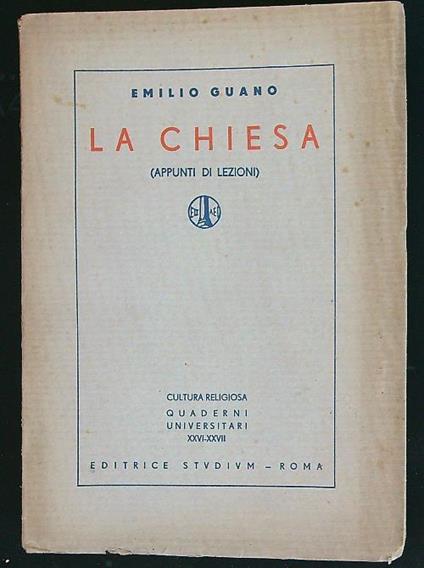 EMILIO GUANO
LA CHIESA
(APPUNTI DI LEZIONI)
CULTURA RELIGIOSA
QUADERNI
UNIVERSITARI
XXVI-XXVII
EDITRICE STVDIVM – ROMA